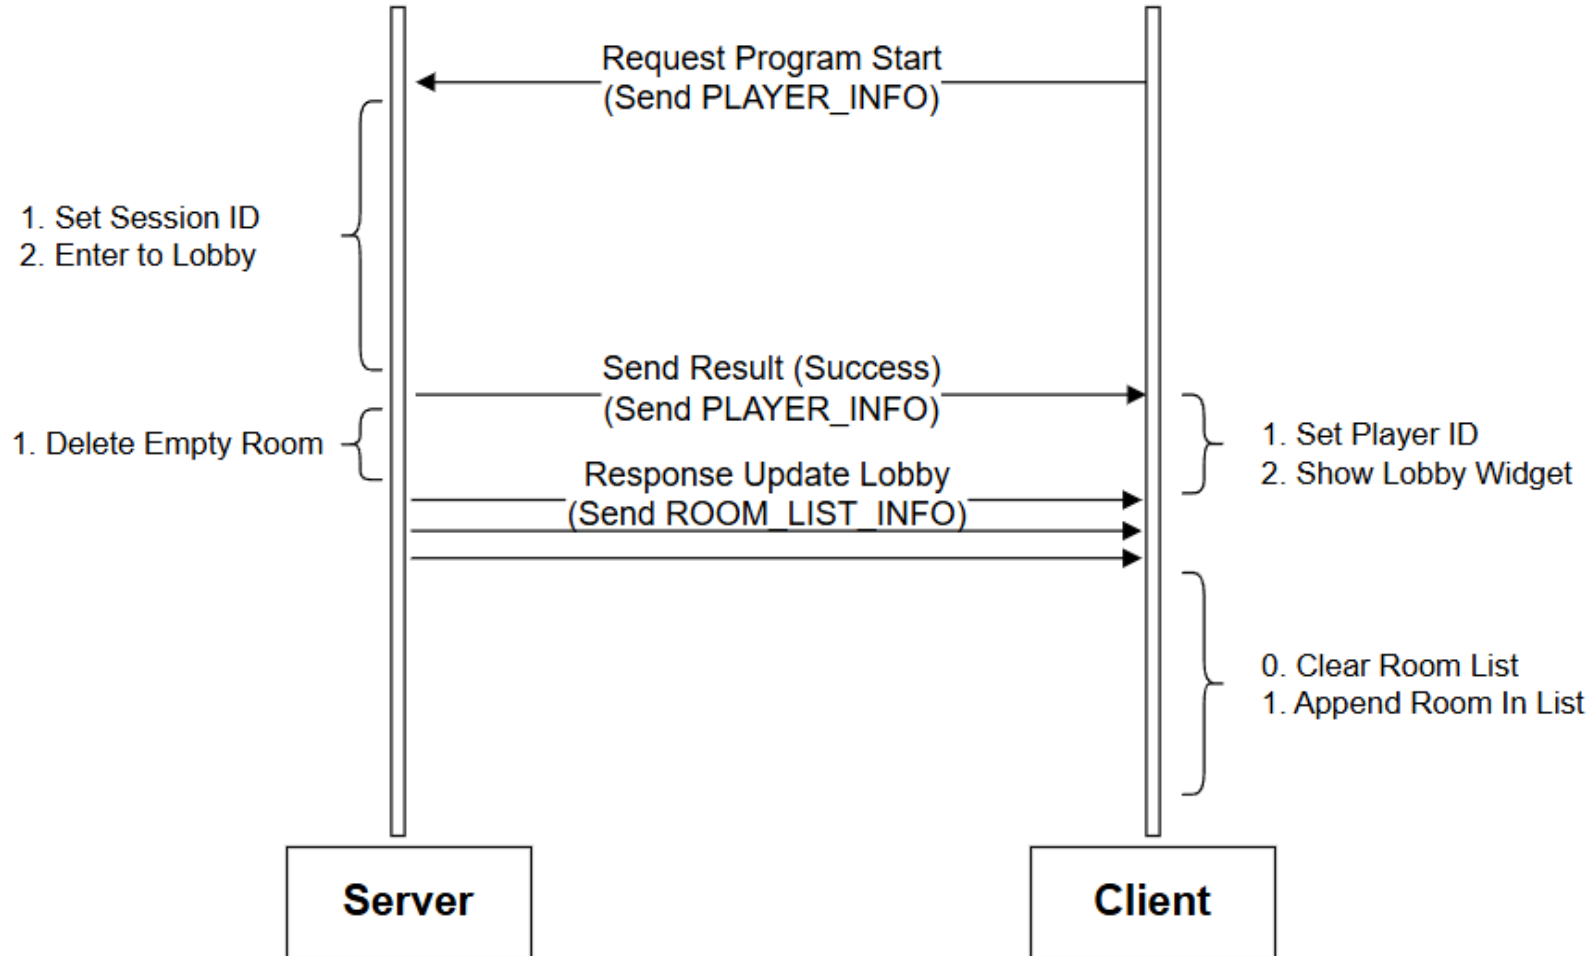 Request Program Start
(Send PLAYER_INFO)
1. Set Session ID
2. Enter to Lobby
Send Result (Success)
(Send PLAYER_INFO)
1. Delete Empty Room
1. Set Player ID
2. Show Lobby Widget
Response Update Lobby
(Send ROOM_LIST_INFO)
0. Clear Room List
1. Append Room In List
Server
Client